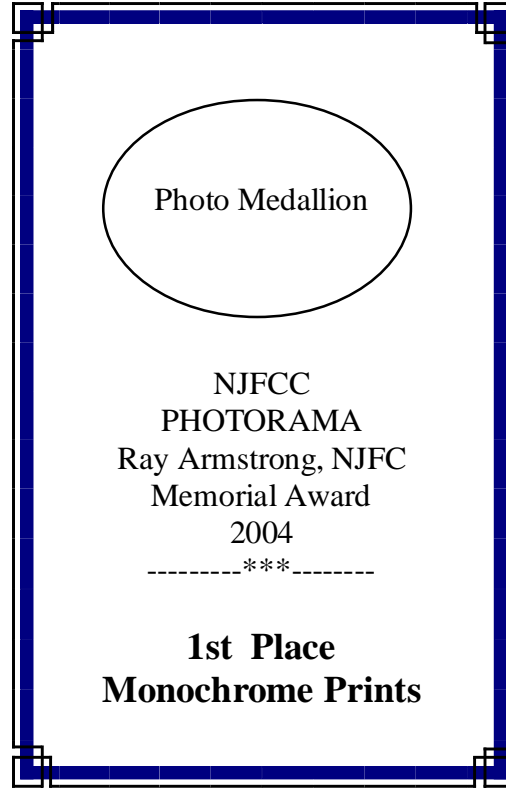 Photo Medallion
NJFCC
PHOTORAMA
Ray Armstrong, NJFC
Memorial Award
2004
---------***--------
1st Place
Monochrome Prints